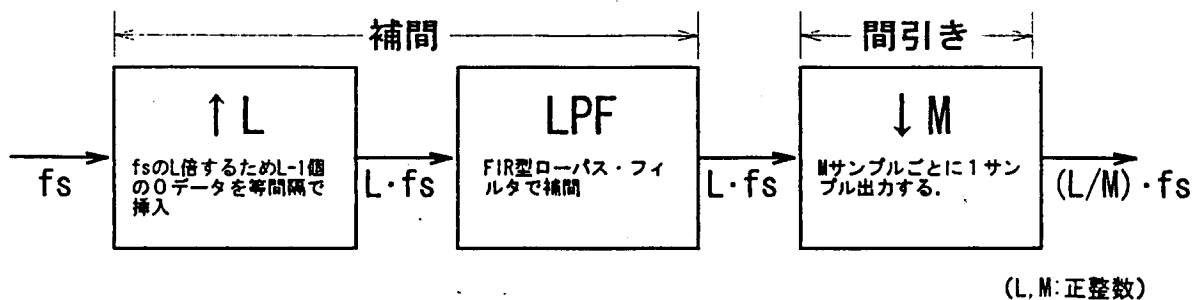 補間
間引き
↑L
fsのL倍するためL-1個
の0データを等間隔で
挿入
LPF
FIR型ローパス・フィ
ルタで補間
↓M
Mサンプルごとに1サン
プル出力する.
fs
L·fs
L·fs
(L/M)·fs
(L,M:正整数)